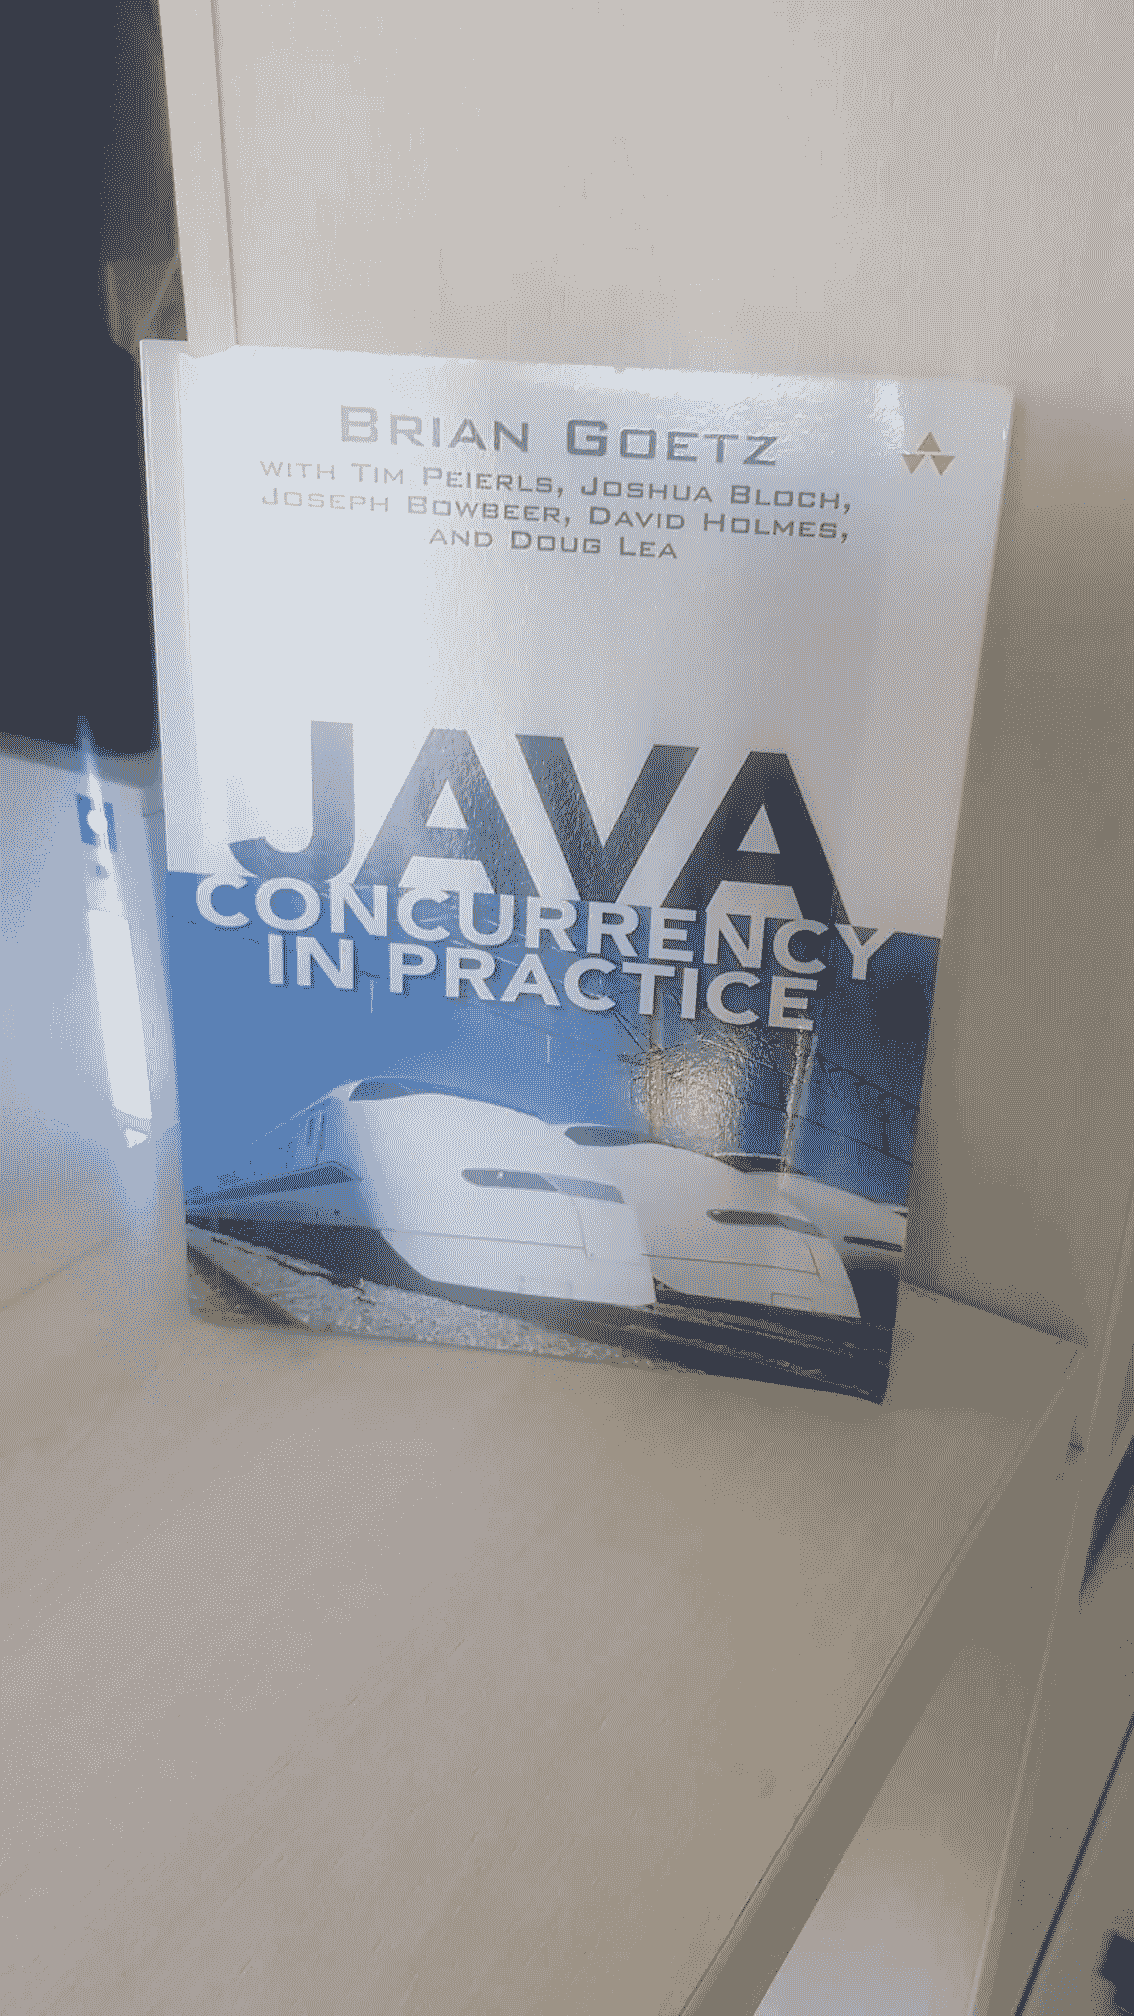 BRIAN GOETZ
WITH TIM PEIERLS, JOSHUA BLOCH,
JOSEPH BOWBEER, DAVID HOLMES,
AND DOUG LEA
JAVA
CONCURRENCY
IN PRACTICE